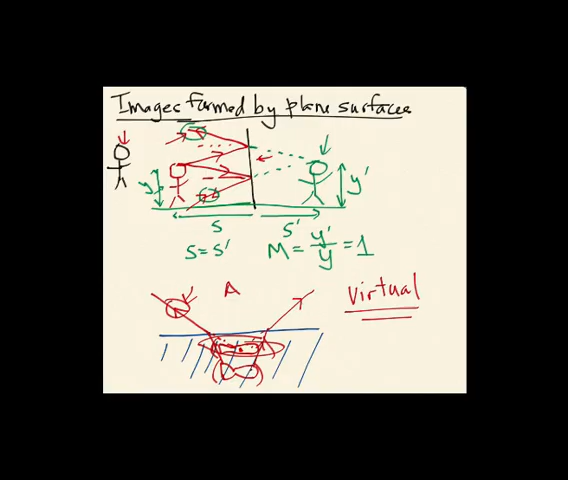 Images formed by plane surfaces
y y'
s s'
s = s' M = y'/y = 1
A virtual